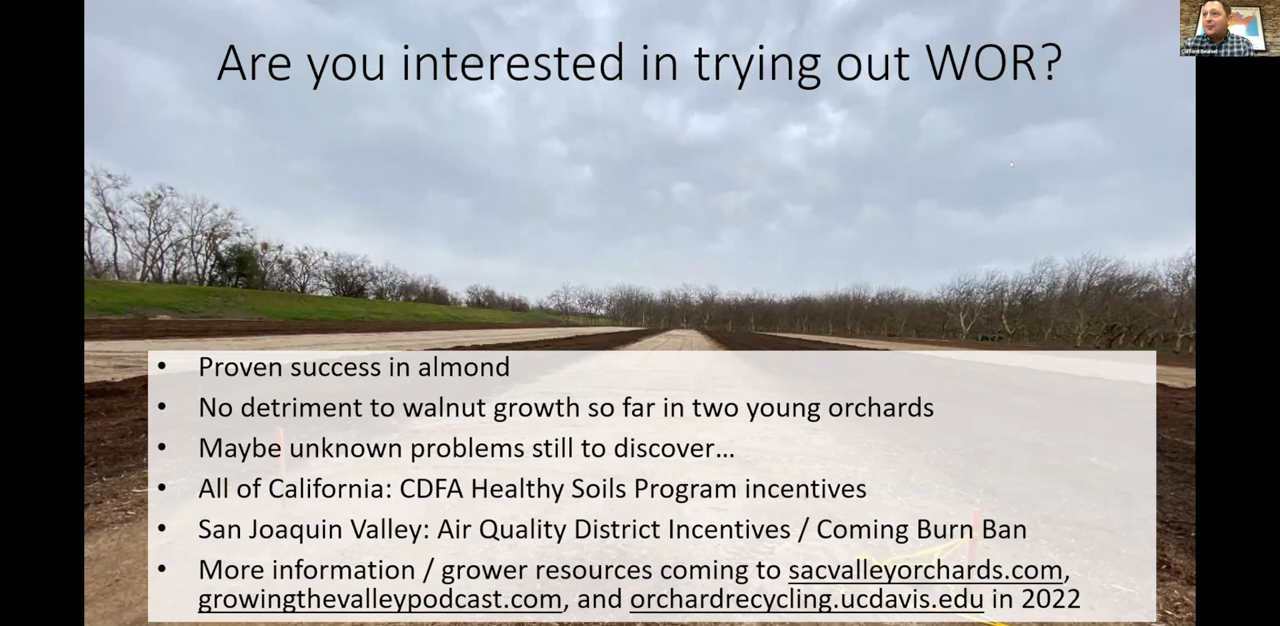 Are you interested in trying out WOR?
• Proven success in almond
• No detriment to walnut growth so far in two young orchards
• Maybe unknown problems still to discover…
• All of California: CDFA Healthy Soils Program incentives
• San Joaquin Valley: Air Quality District Incentives / Coming Burn Ban
• More information / grower resources coming to sacvalleyorchards.com,
growingthevalleypodcast.com, and orchardrecycling.ucdavis.edu in 2022